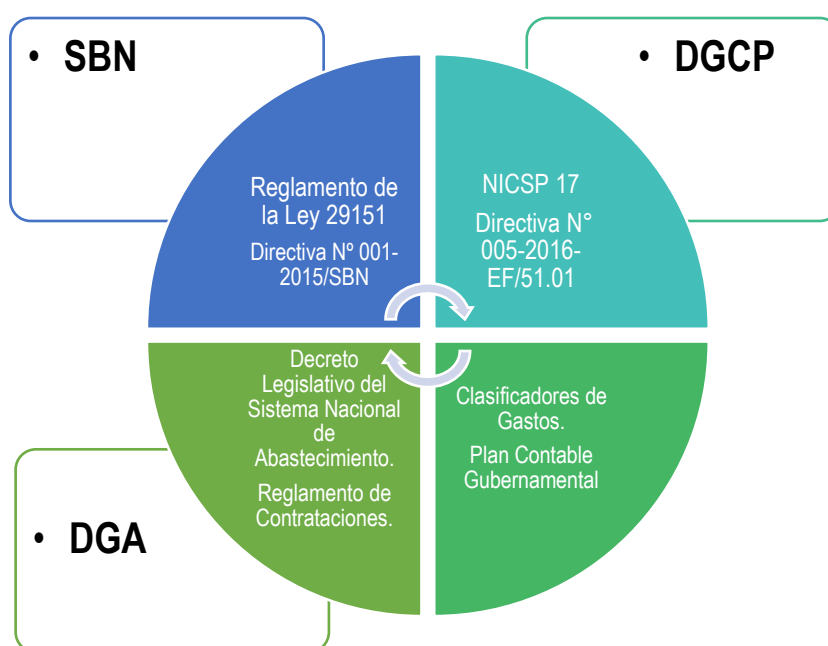 • SBN
• DGCP
Reglamento de
la Ley 29151
Directiva Nº 001-
2015/SBN
NICSP 17
Directiva N°
005-2016-
EF/51.01
Decreto
Legislativo del
Sistema Nacional
de
Abastecimiento.
Reglamento de
Contrataciones.
Clasificadores de
Gastos.
Plan Contable
Gubernamental
• DGA